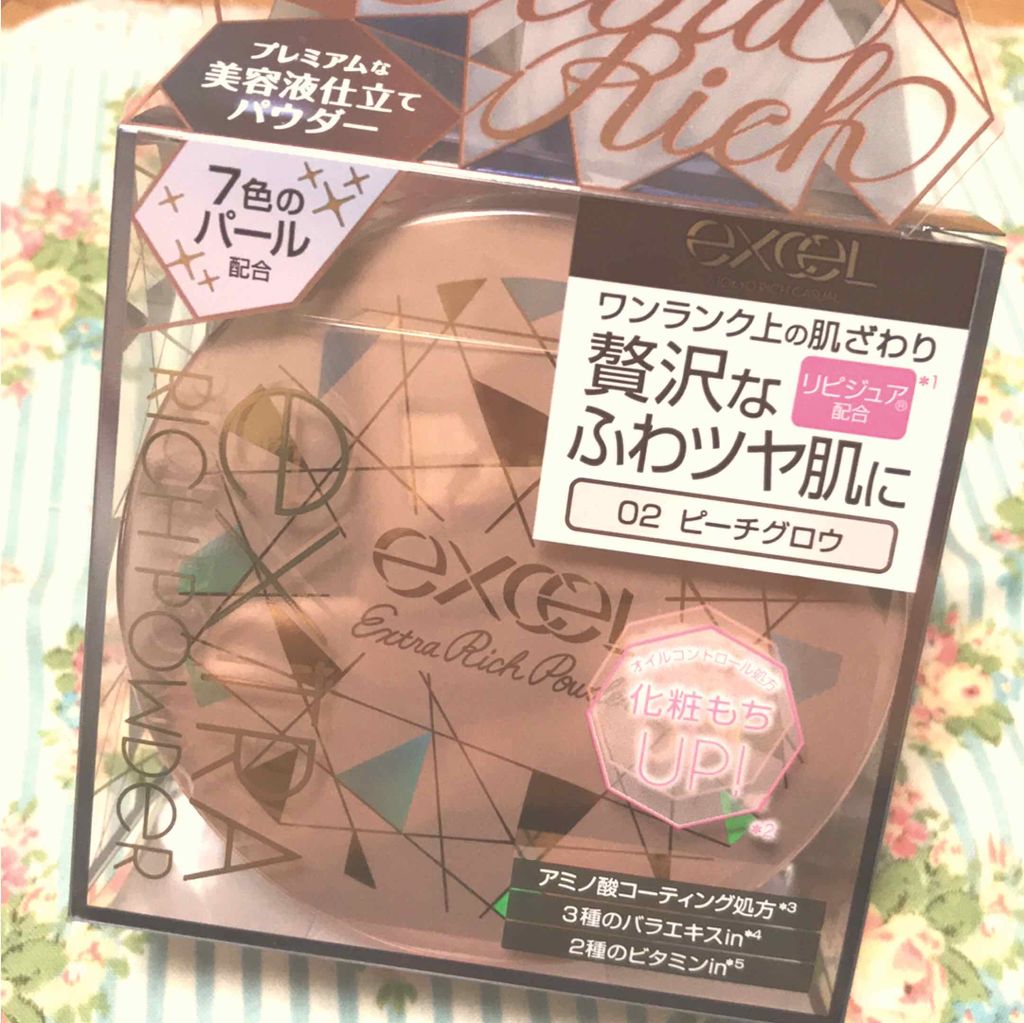 Rich
プレミアムな
美容液仕立て
パウダー
7色の
パール
配合
excel
TOKYO RICH CASUAL
ワンランク上の肌ざわり
贅沢な
リピジュア®
配合
*1
ふわツヤ肌に
02 ピーチグロウ
EXTRA
RICH POWDER
excel
Extra Rich Powder
オイルコントロール処方
化粧もち
UP!
*2
アミノ酸コーティング処方*3
3種のバラエキスin*4
2種のビタミンin*5